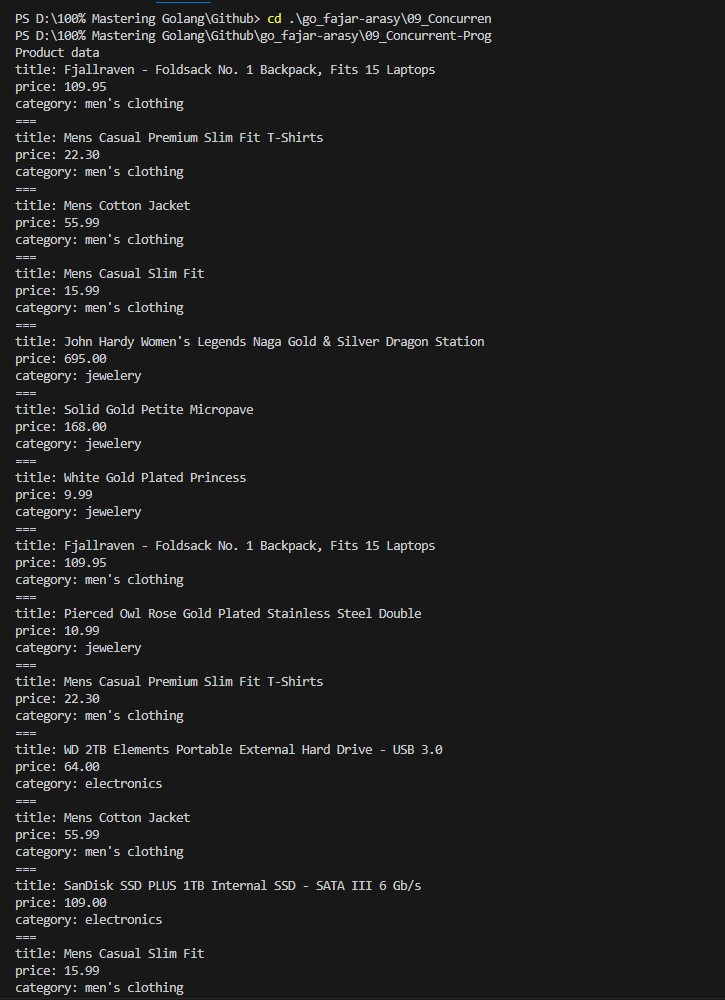 PS D:\100% Mastering Golang\Github> cd .\go_fajar-arasy\09_Concurren
PS D:\100% Mastering Golang\Github\go_fajar-arasy\09_Concurrent-Prog
Product data
title: Fjallraven - Foldsack No. 1 Backpack, Fits 15 Laptops
price: 109.95
category: men's clothing
===
title: Mens Casual Premium Slim Fit T-Shirts
price: 22.30
category: men's clothing
===
title: Mens Cotton Jacket
price: 55.99
category: men's clothing
===
title: Mens Casual Slim Fit
price: 15.99
category: men's clothing
===
title: John Hardy Women's Legends Naga Gold & Silver Dragon Station
price: 695.00
category: jewelery
===
title: Solid Gold Petite Micropave
price: 168.00
category: jewelery
===
title: White Gold Plated Princess
price: 9.99
category: jewelery
===
title: Fjallraven - Foldsack No. 1 Backpack, Fits 15 Laptops
price: 109.95
category: men's clothing
===
title: Pierced Owl Rose Gold Plated Stainless Steel Double
price: 10.99
category: jewelery
===
title: Mens Casual Premium Slim Fit T-Shirts
price: 22.30
category: men's clothing
===
title: WD 2TB Elements Portable External Hard Drive - USB 3.0
price: 64.00
category: electronics
===
title: Mens Cotton Jacket
price: 55.99
category: men's clothing
===
title: SanDisk SSD PLUS 1TB Internal SSD - SATA III 6 Gb/s
price: 109.00
category: electronics
===
title: Mens Casual Slim Fit
price: 15.99
category: men's clothing